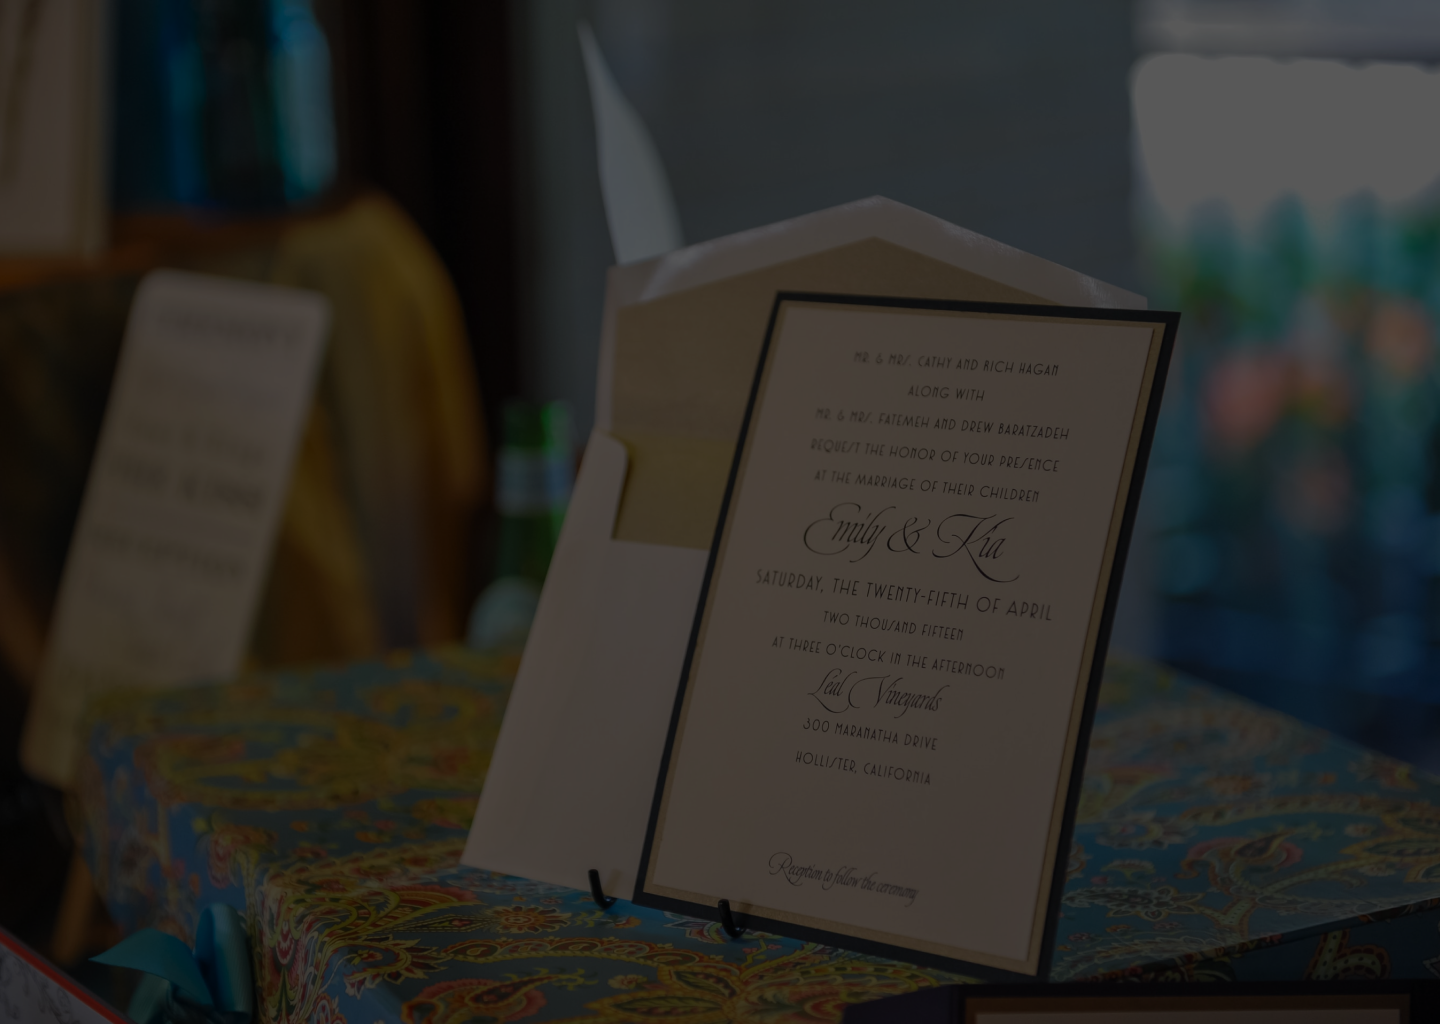 MR. & MRS. CATHY AND RICH HAGAN
ALONG WITH
MR. & MRS. FATEMEH AND DREW BARATZADEH
REQUEST THE HONOR OF YOUR PRESENCE
AT THE MARRIAGE OF THEIR CHILDREN
Emily & Kia
SATURDAY, THE TWENTY-FIFTH OF APRIL
TWO THOUSAND FIFTEEN
AT THREE O'CLOCK IN THE AFTERNOON
Leal Vineyards
300 MARANATHA DRIVE
HOLLISTER, CALIFORNIA
Reception to follow the ceremony